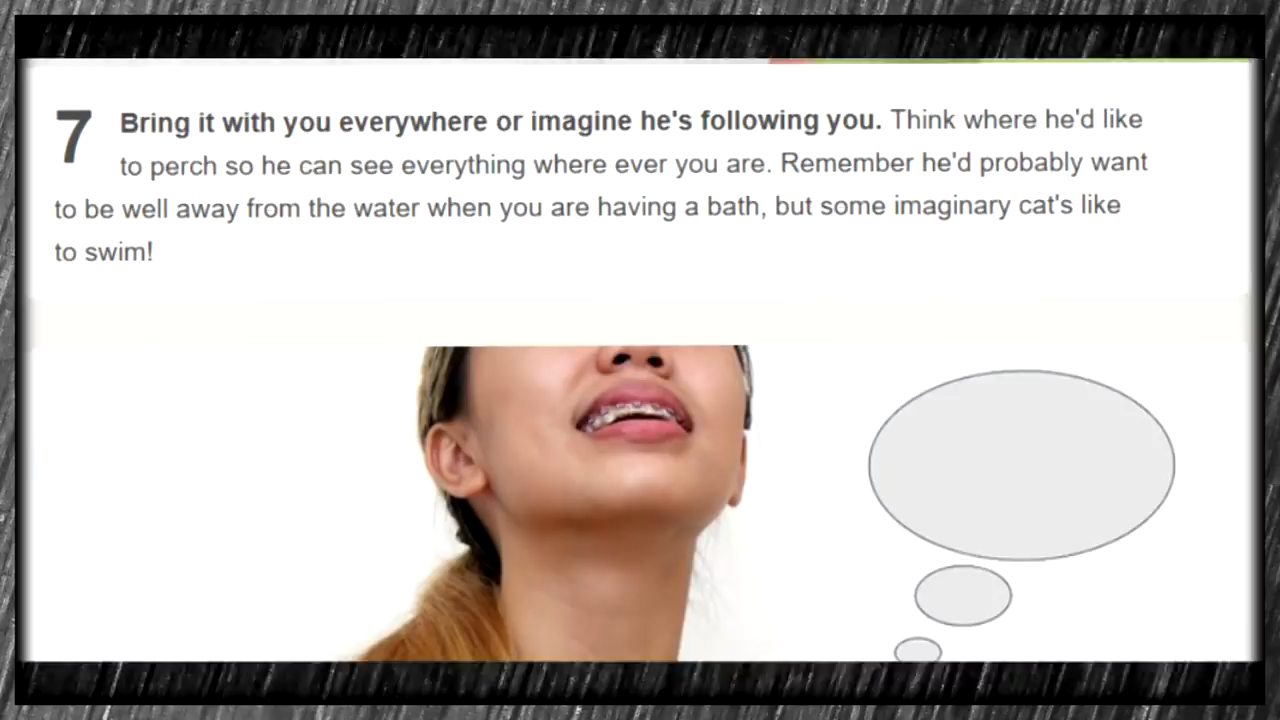 7 Bring it with you everywhere or imagine he's following you. Think where he'd like
to perch so he can see everything where ever you are. Remember he'd probably want
to be well away from the water when you are having a bath, but some imaginary cat's like
to swim!